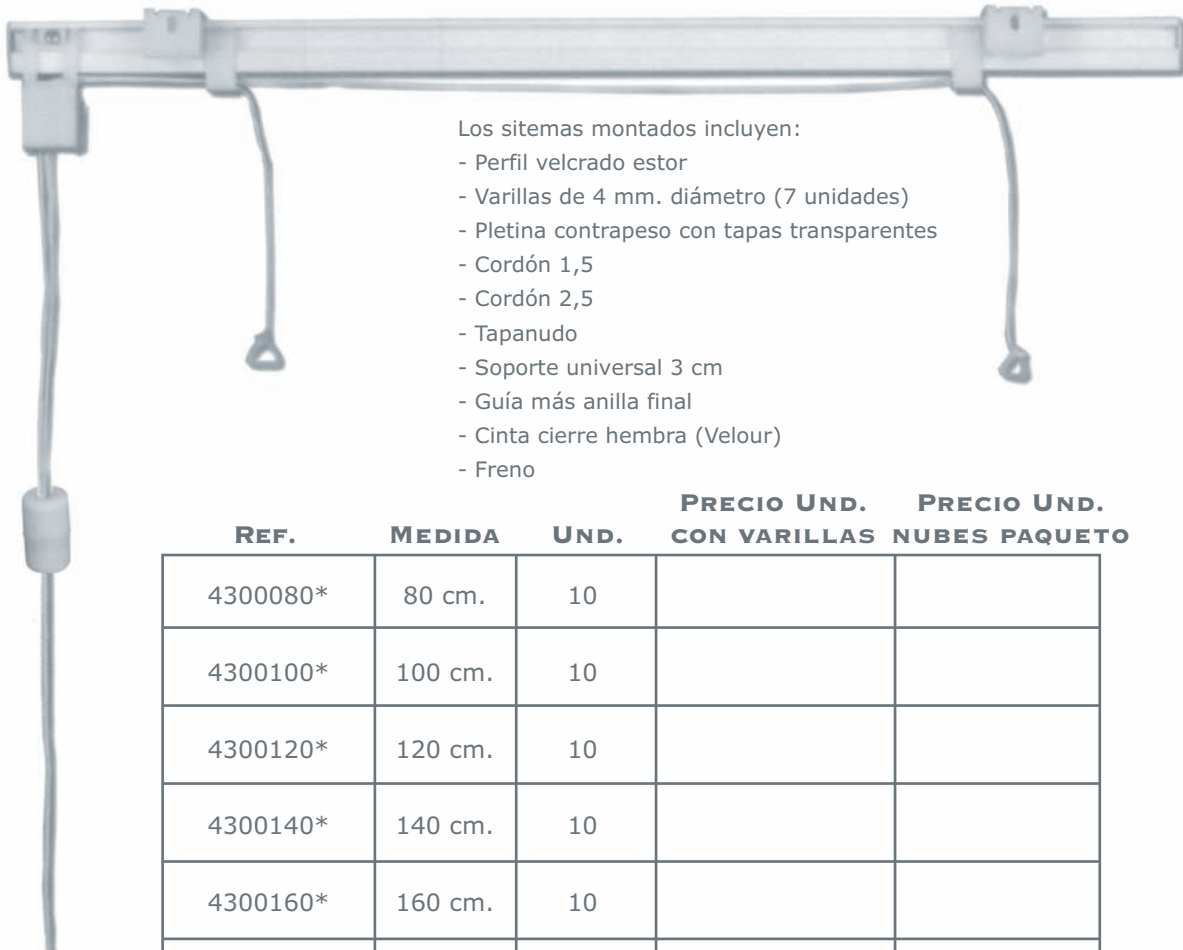 Los sitemas montados incluyen:
- Perfil velcrado estor
- Varillas de 4 mm. diámetro (7 unidades)
- Pletina contrapeso con tapas transparentes
- Cordón 1,5
- Cordón 2,5
- Tapanudo
- Soporte universal 3 cm
- Guía más anilla final
- Cinta cierre hembra (Velour)
- Freno
PRECIO UND. PRECIO UND.
REF. MEDIDA UND. CON VARILLAS NUBES PAQUETO
4300080* 80 cm. 10
4300100* 100 cm. 10
4300120* 120 cm. 10
4300140* 140 cm. 10
4300160* 160 cm. 10